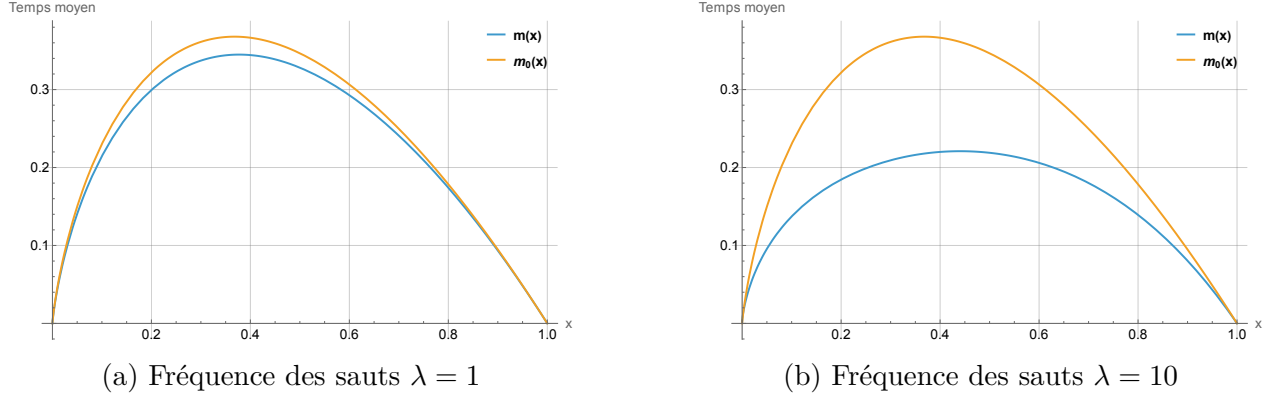 Temps moyen
m(x)
m₀(x)
0.3
0.2
0.1
0.2 0.4 0.6 0.8 1.0 x
(a) Fréquence des sauts λ = 1
Temps moyen
m(x)
m₀(x)
0.3
0.2
0.1
0.2 0.4 0.6 0.8 1.0 x
(b) Fréquence des sauts λ = 10